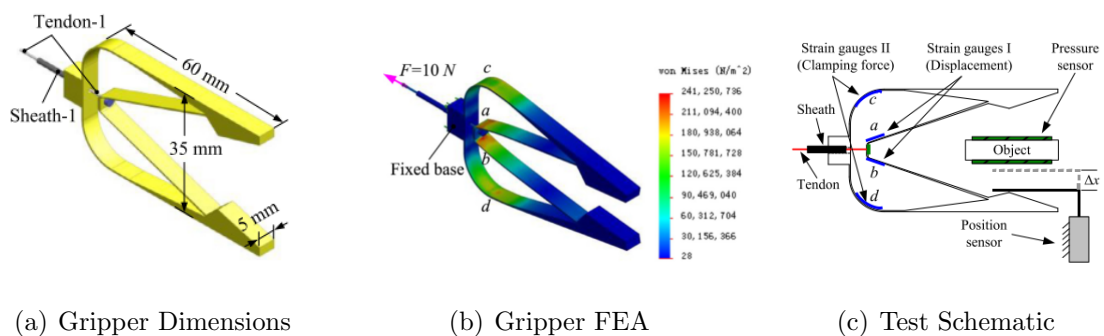 Tendon-1
60 mm
Sheath-1
35 mm
5 mm
(a) Gripper Dimensions
F=10 N
c
a
b
d
Fixed base
von Mises (N/m^2)
241,250,736
211,094,400
180,938,064
150,781,728
120,625,384
90,469,040
60,312,704
30,156,366
28
(b) Gripper FEA
Strain gauges II
(Clamping force)
Strain gauges I
(Displacement)
Pressure
sensor
c
Sheath
a
Object
b
Tendon
d
Δx
Position
sensor
(c) Test Schematic